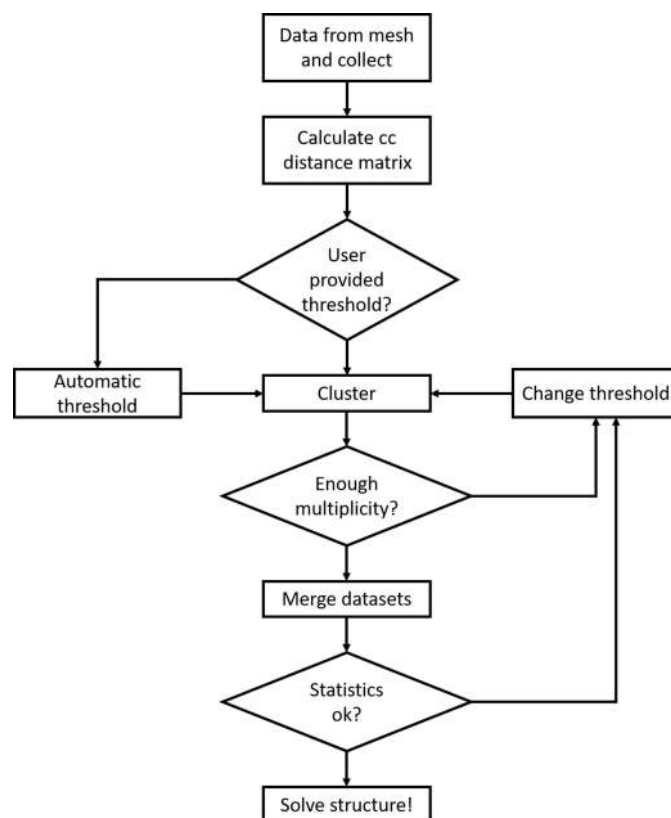 Data from mesh
and collect
Calculate cc
distance matrix
User
provided
threshold?
Automatic
threshold
Cluster
Change threshold
Enough
multiplicity?
Merge datasets
Statistics
ok?
Solve structure!